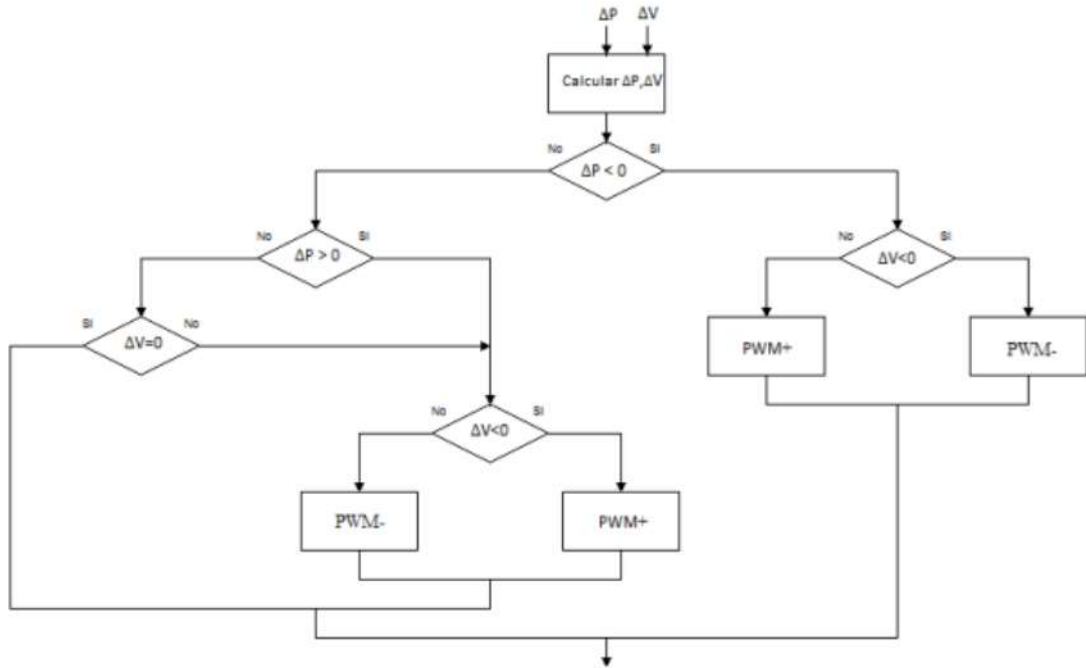 ΔP ΔV
Calcular ΔP,ΔV
No SI
ΔP < 0
No SI
ΔP > 0
No SI
ΔV<0
SI No
ΔV=0
PWM+
PWM-
No SI
ΔV<0
PWM-
PWM+